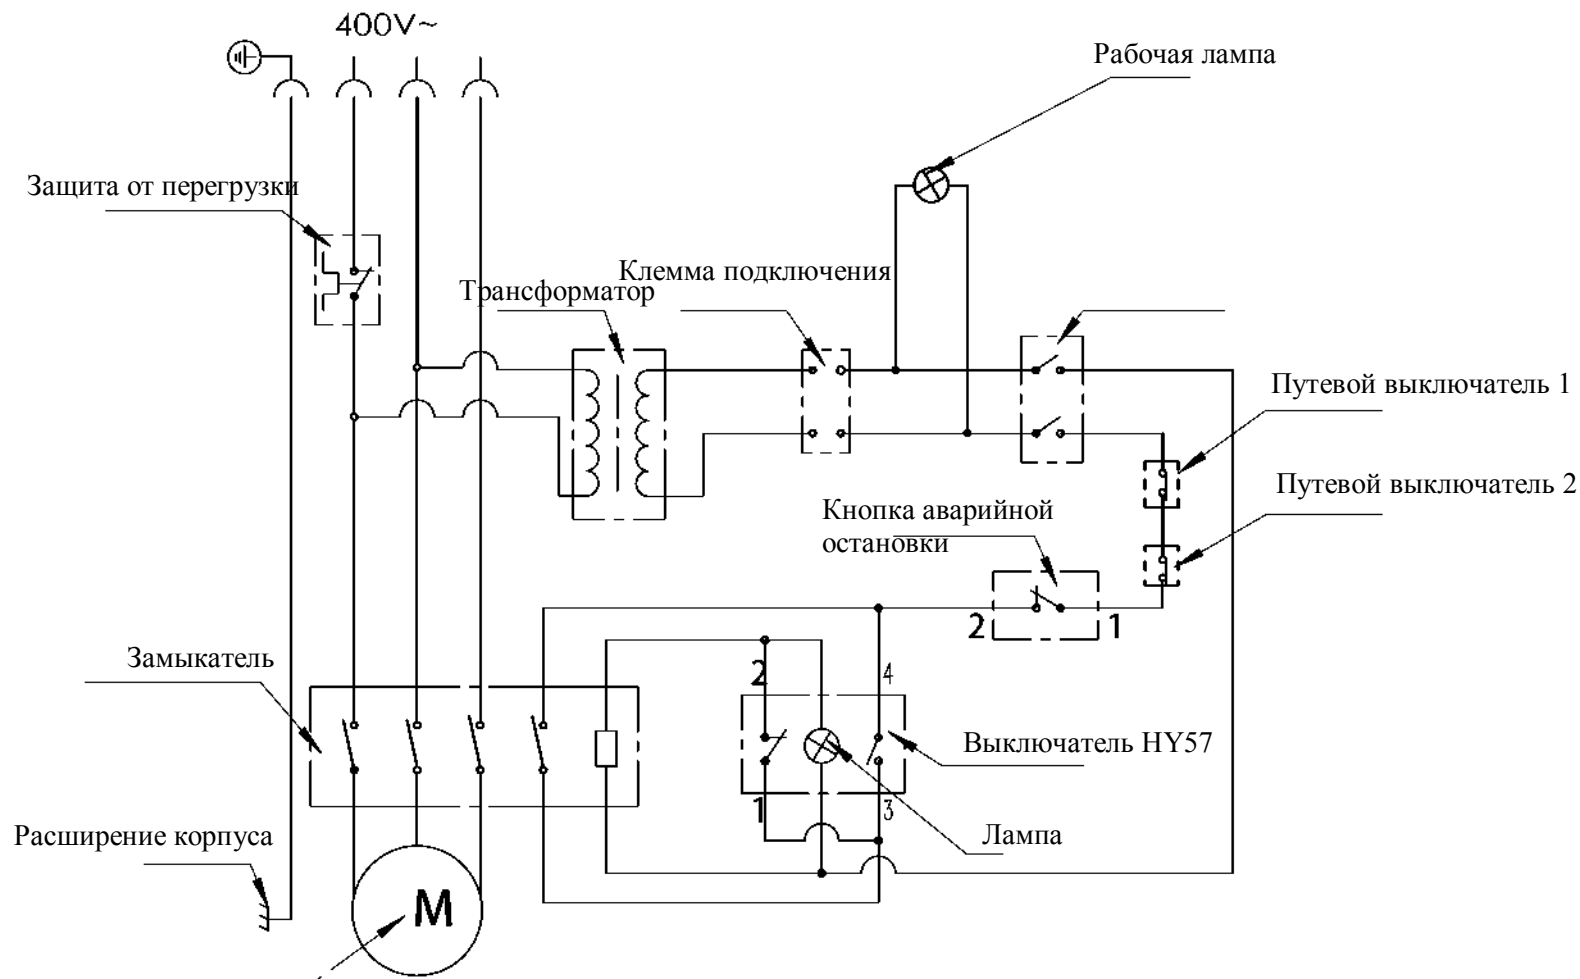 400V~
Рабочая лампа
Защита от перегрузки
Клемма подключения
Трансформатор
Путевой выключатель 1
Путевой выключатель 2
Кнопка аварийной
остановки
2
1
Замыкатель
2
4
Выключатель HY57
1
3
Лампа
Расширение корпуса
M